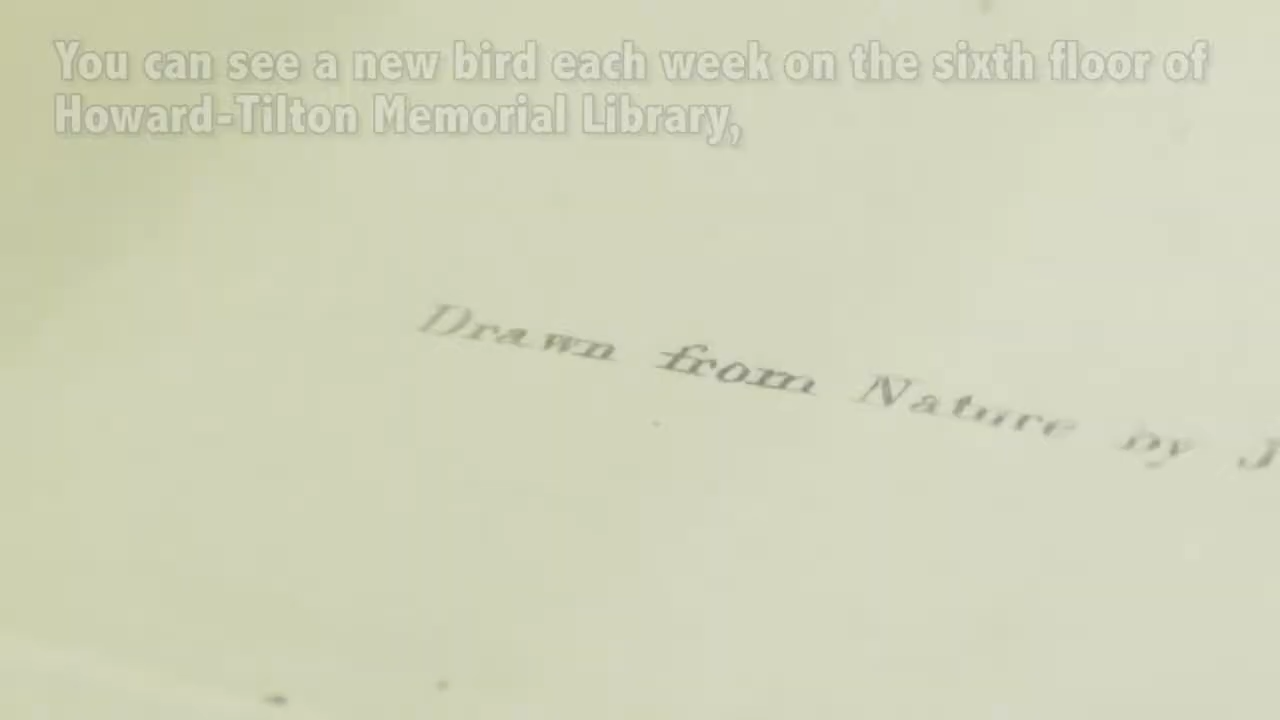 You can see a new bird each week on the sixth floor of
Howard-Tilton Memorial Library,
Drawn from Nature by J